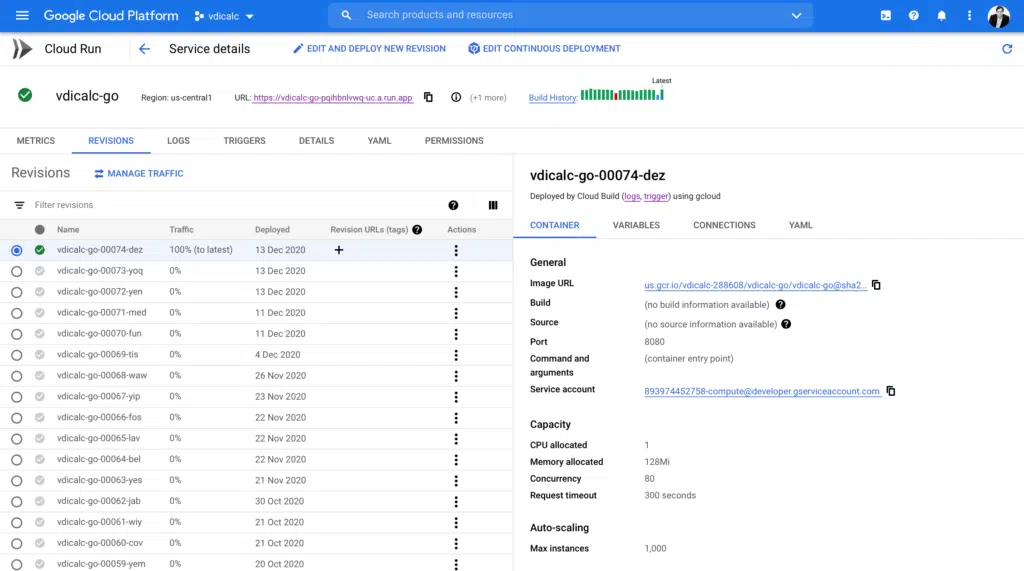 Google Cloud Platform
vdicalc
Search products and resources
Cloud Run
Service details
EDIT AND DEPLOY NEW REVISION
EDIT CONTINUOUS DEPLOYMENT
vdicalc-go
Region: us-central1
URL: https://vdicalc-go-pqihbnlvwq-uc.a.run.app
(+1 more)
Build History:
Latest
METRICS
REVISIONS
LOGS
TRIGGERS
DETAILS
YAML
PERMISSIONS
Revisions
MANAGE TRAFFIC
Filter revisions
Name Traffic Deployed Revision URLs (tags) Actions
vdicalc-go-00074-dez 100% (to latest) 13 Dec 2020
vdicalc-go-00073-yoq 0% 13 Dec 2020
vdicalc-go-00072-yen 0% 13 Dec 2020
vdicalc-go-00071-med 0% 11 Dec 2020
vdicalc-go-00070-fun 0% 11 Dec 2020
vdicalc-go-00069-tis 0% 4 Dec 2020
vdicalc-go-00068-waw 0% 26 Nov 2020
vdicalc-go-00067-yip 0% 23 Nov 2020
vdicalc-go-00066-fos 0% 22 Nov 2020
vdicalc-go-00065-lav 0% 22 Nov 2020
vdicalc-go-00064-bel 0% 22 Nov 2020
vdicalc-go-00063-yes 0% 21 Nov 2020
vdicalc-go-00062-jab 0% 30 Oct 2020
vdicalc-go-00061-wiy 0% 21 Oct 2020
vdicalc-go-00060-cov 0% 21 Oct 2020
vdicalc-go-00059-yem 0% 20 Oct 2020
vdicalc-go-00074-dez
Deployed by Cloud Build (logs, trigger) using gcloud
CONTAINER
VARIABLES
CONNECTIONS
YAML
General
Image URL us.gcr.io/vdicalc-288608/vdicalc-go/vdicalc-go@sha2...
Build (no build information available)
Source (no source information available)
Port 8080
Command and arguments (container entry point)
Service account 893974452758-compute@developer.gserviceaccount.com
Capacity
CPU allocated 1
Memory allocated 128Mi
Concurrency 80
Request timeout 300 seconds
Auto-scaling
Max instances 1,000